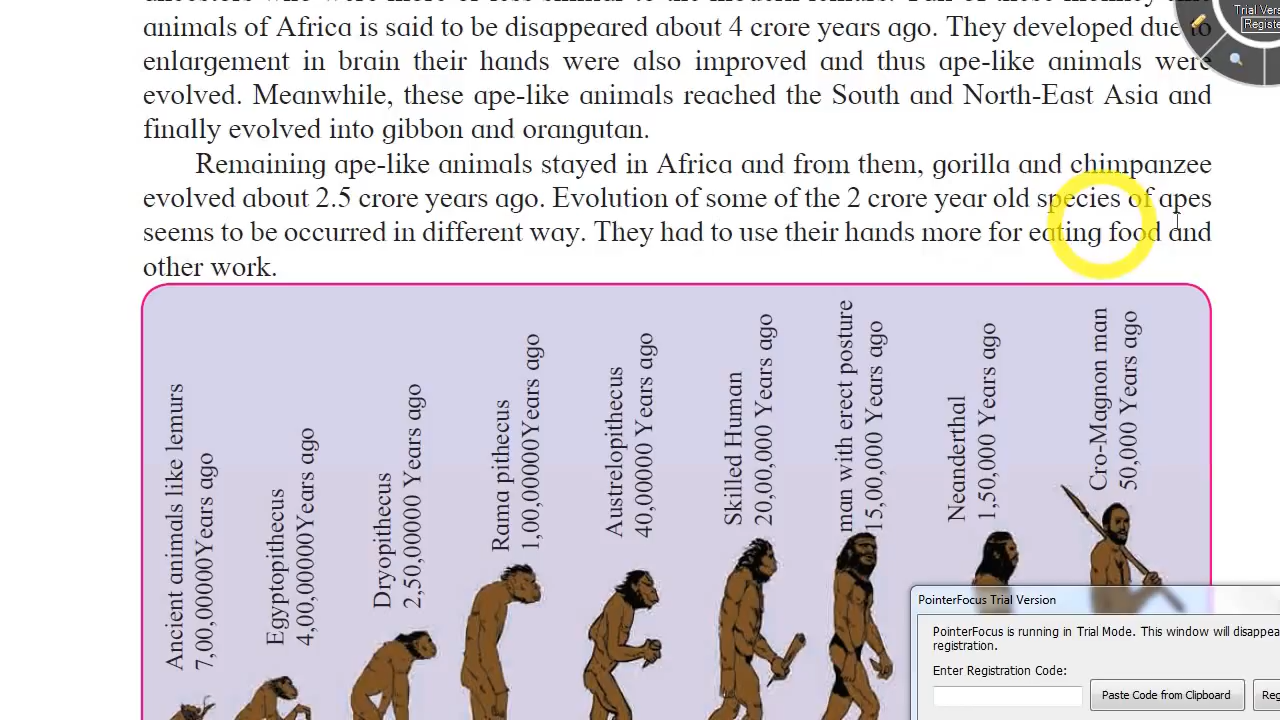 animals of Africa is said to be disappeared about 4 crore years ago. They developed due to
enlargement in brain their hands were also improved and thus ape-like animals were
evolved. Meanwhile, these ape-like animals reached the South and North-East Asia and
finally evolved into gibbon and orangutan.
Remaining ape-like animals stayed in Africa and from them, gorilla and chimpanzee
evolved about 2.5 crore years ago. Evolution of some of the 2 crore year old species of apes
seems to be occurred in different way. They had to use their hands more for eating food and
other work.
Ancient animals like lemurs
7,00,00000Years ago
Egyptopithecus
4,00,00000Years ago
Dryopithecus
2,50,00000 Years ago
Rama pithecus
1,00,00000Years ago
Austrelopithecus
40,00000 Years ago
Skilled Human
20,00,000 Years ago
man with erect posture
15,00,000 Years ago
Neanderthal
1,50,000 Years ago
Cro-Magnon man
50,000 Years ago
Trial Vers
Registe
PointerFocus Trial Version
PointerFocus is running in Trial Mode. This window will disappea
registration.
Enter Registration Code:
Paste Code from Clipboard
Reg